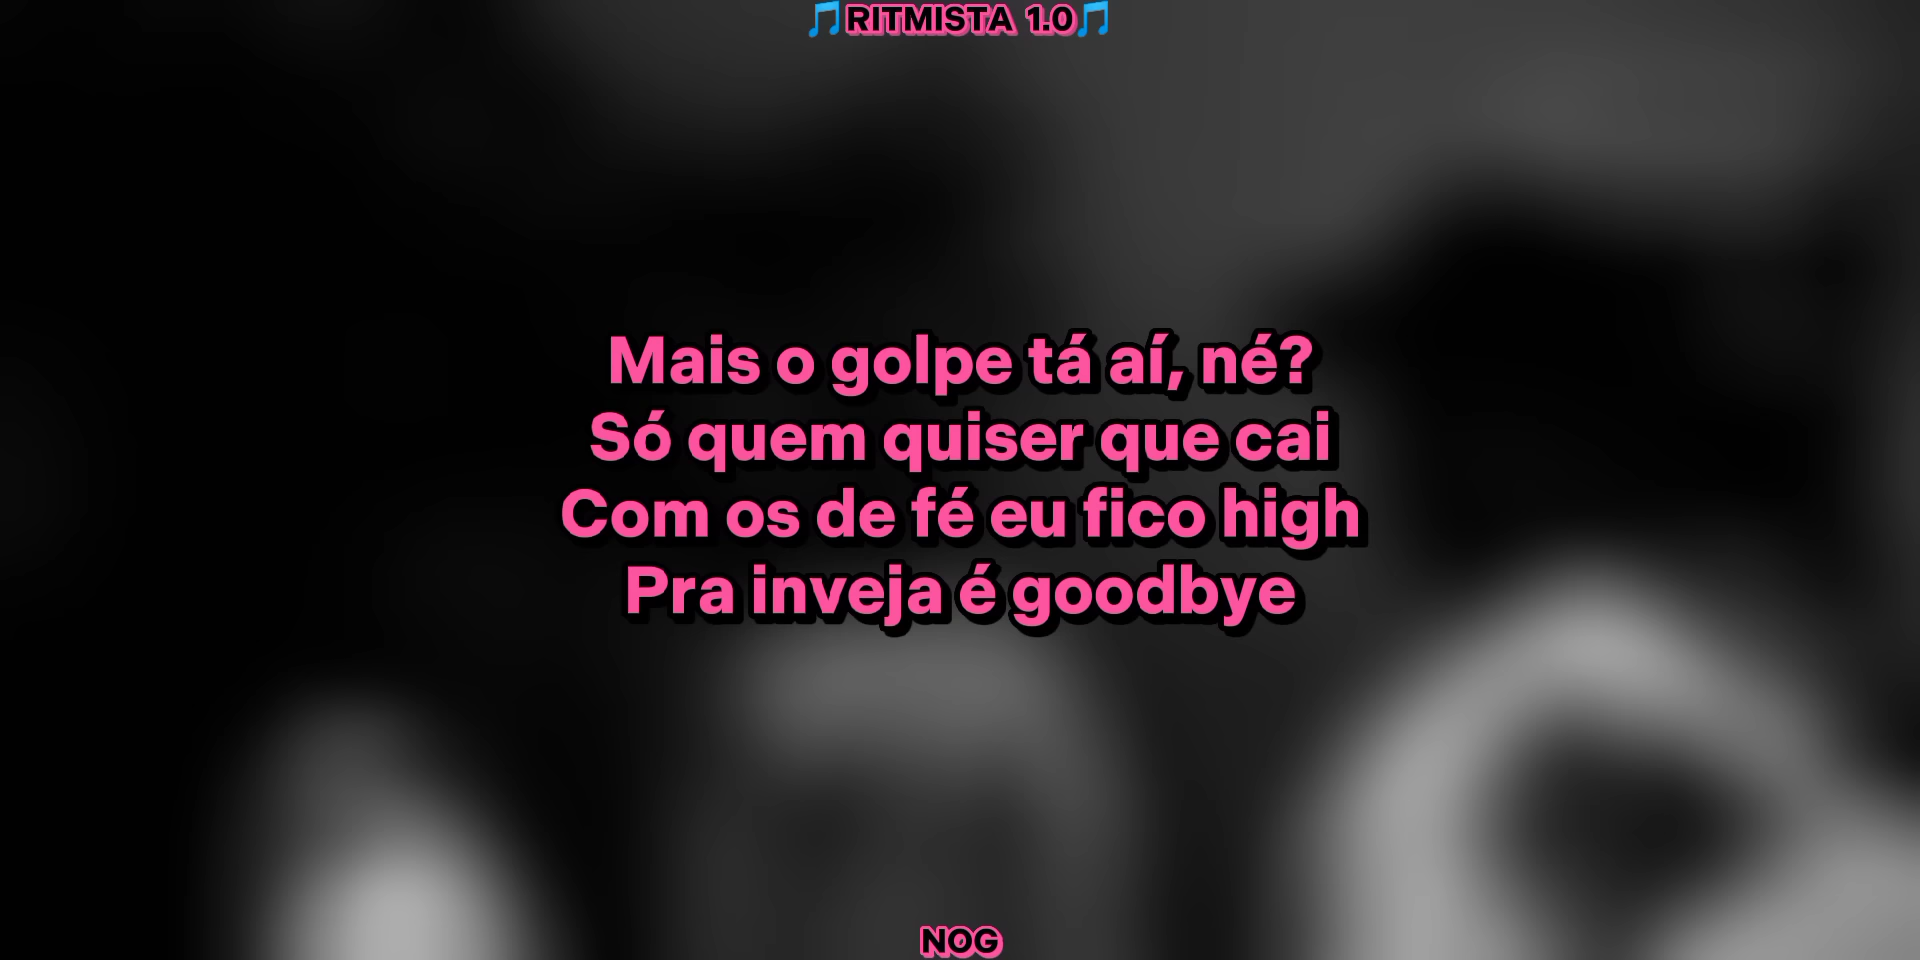 🎵RITMISTA 1.0🎵
Mais o golpe tá aí, né?
Só quem quiser que cai
Com os de fé eu fico high
Pra inveja é goodbye
NOG